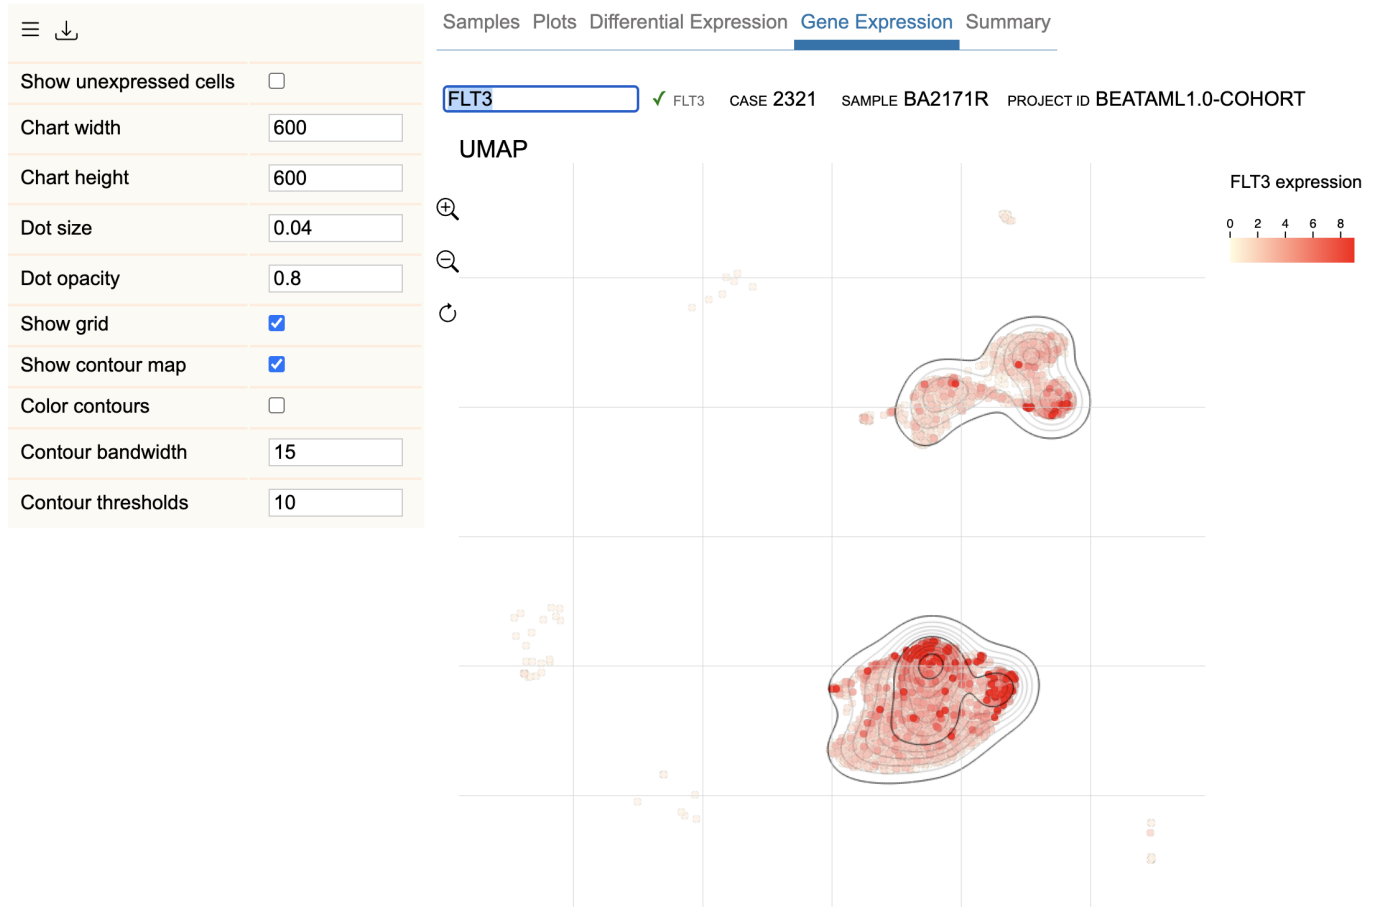 Samples Plots Differential Expression Gene Expression Summary
Show unexpressed cells
Chart width 600
Chart height 600
Dot size 0.04
Dot opacity 0.8
Show grid
Show contour map
Color contours
Contour bandwidth 15
Contour thresholds 10
FLT3 ✓ FLT3 CASE 2321 SAMPLE BA2171R PROJECT ID BEATAML1.0-COHORT
UMAP
FLT3 expression
0 2 4 6 8